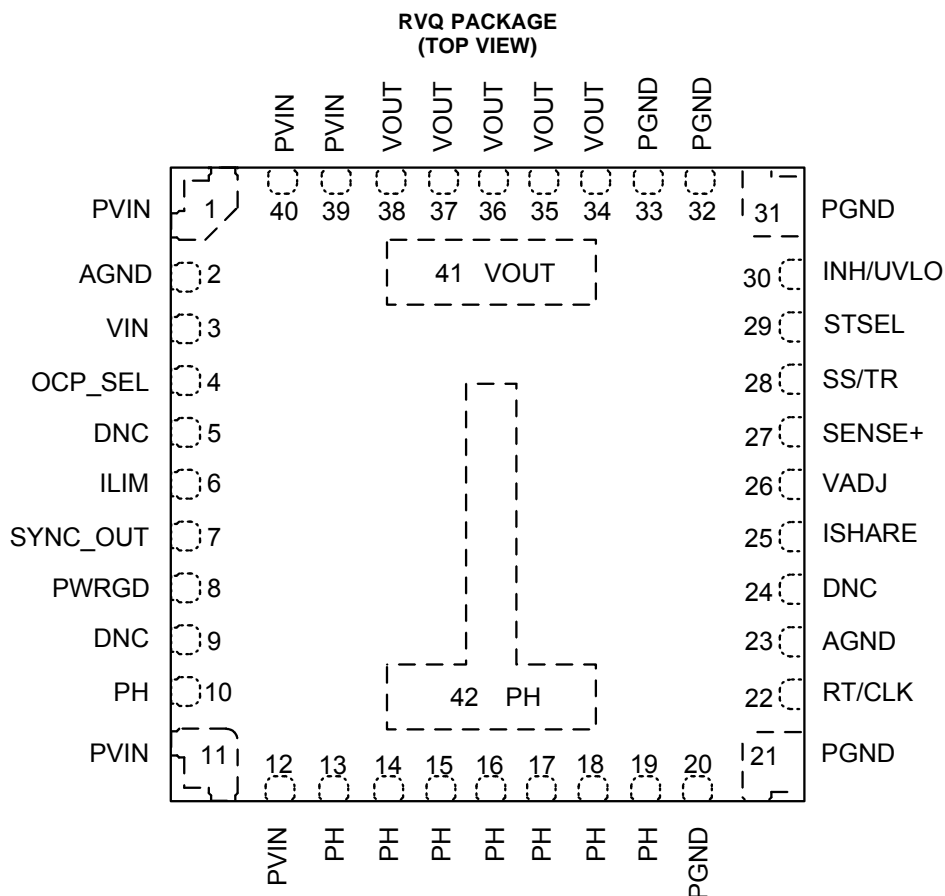 RVQ PACKAGE
(TOP VIEW)
PVIN PVIN VOUT VOUT VOUT VOUT VOUT PGND PGND
40 39 38 37 36 35 34 33 32
PVIN 1 31 PGND
AGND 2 41 VOUT 30 INH/UVLO
VIN 3 29 STSEL
OCP_SEL 4 28 SS/TR
DNC 5 27 SENSE+
ILIM 6 26 VADJ
SYNC_OUT 7 25 ISHARE
PWRGD 8 24 DNC
DNC 9 23 AGND
PH 10 42 PH 22 RT/CLK
PVIN 11 21 PGND
12 13 14 15 16 17 18 19 20
PVIN PH PH PH PH PH PH PH PGND